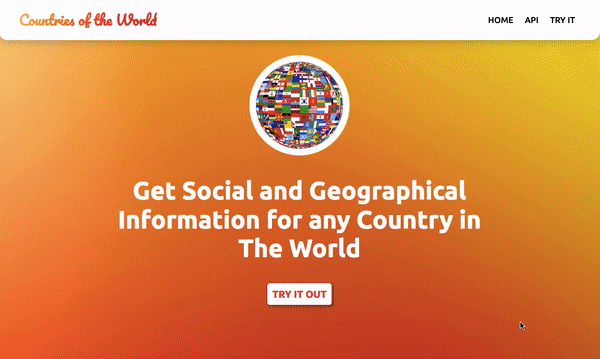 Countries of the World
HOME API TRY IT
Get Social and Geographical
Information for any Country in
The World
TRY IT OUT